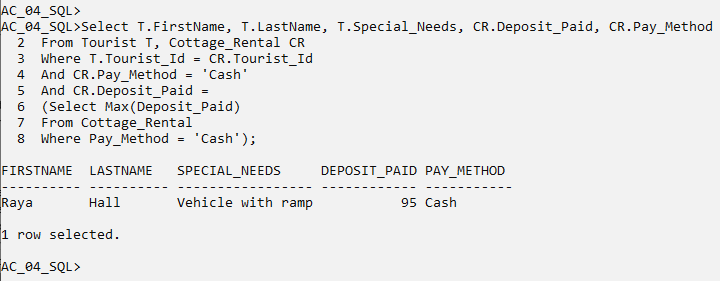 AC_04_SQL>
AC_04_SQL>Select T.FirstName, T.LastName, T.Special_Needs, CR.Deposit_Paid, CR.Pay_Method
  2  From Tourist T, Cottage_Rental CR
  3  Where T.Tourist_Id = CR.Tourist_Id
  4  And CR.Pay_Method = 'Cash'
  5  And CR.Deposit_Paid =
  6  (Select Max(Deposit_Paid)
  7  From Cottage_Rental
  8  Where Pay_Method = 'Cash');
FIRSTNAME  LASTNAME   SPECIAL_NEEDS     DEPOSIT_PAID PAY_METHOD
---------- ---------- ----------------- ------------ -----------
Raya       Hall       Vehicle with ramp           95 Cash
1 row selected.
AC_04_SQL>